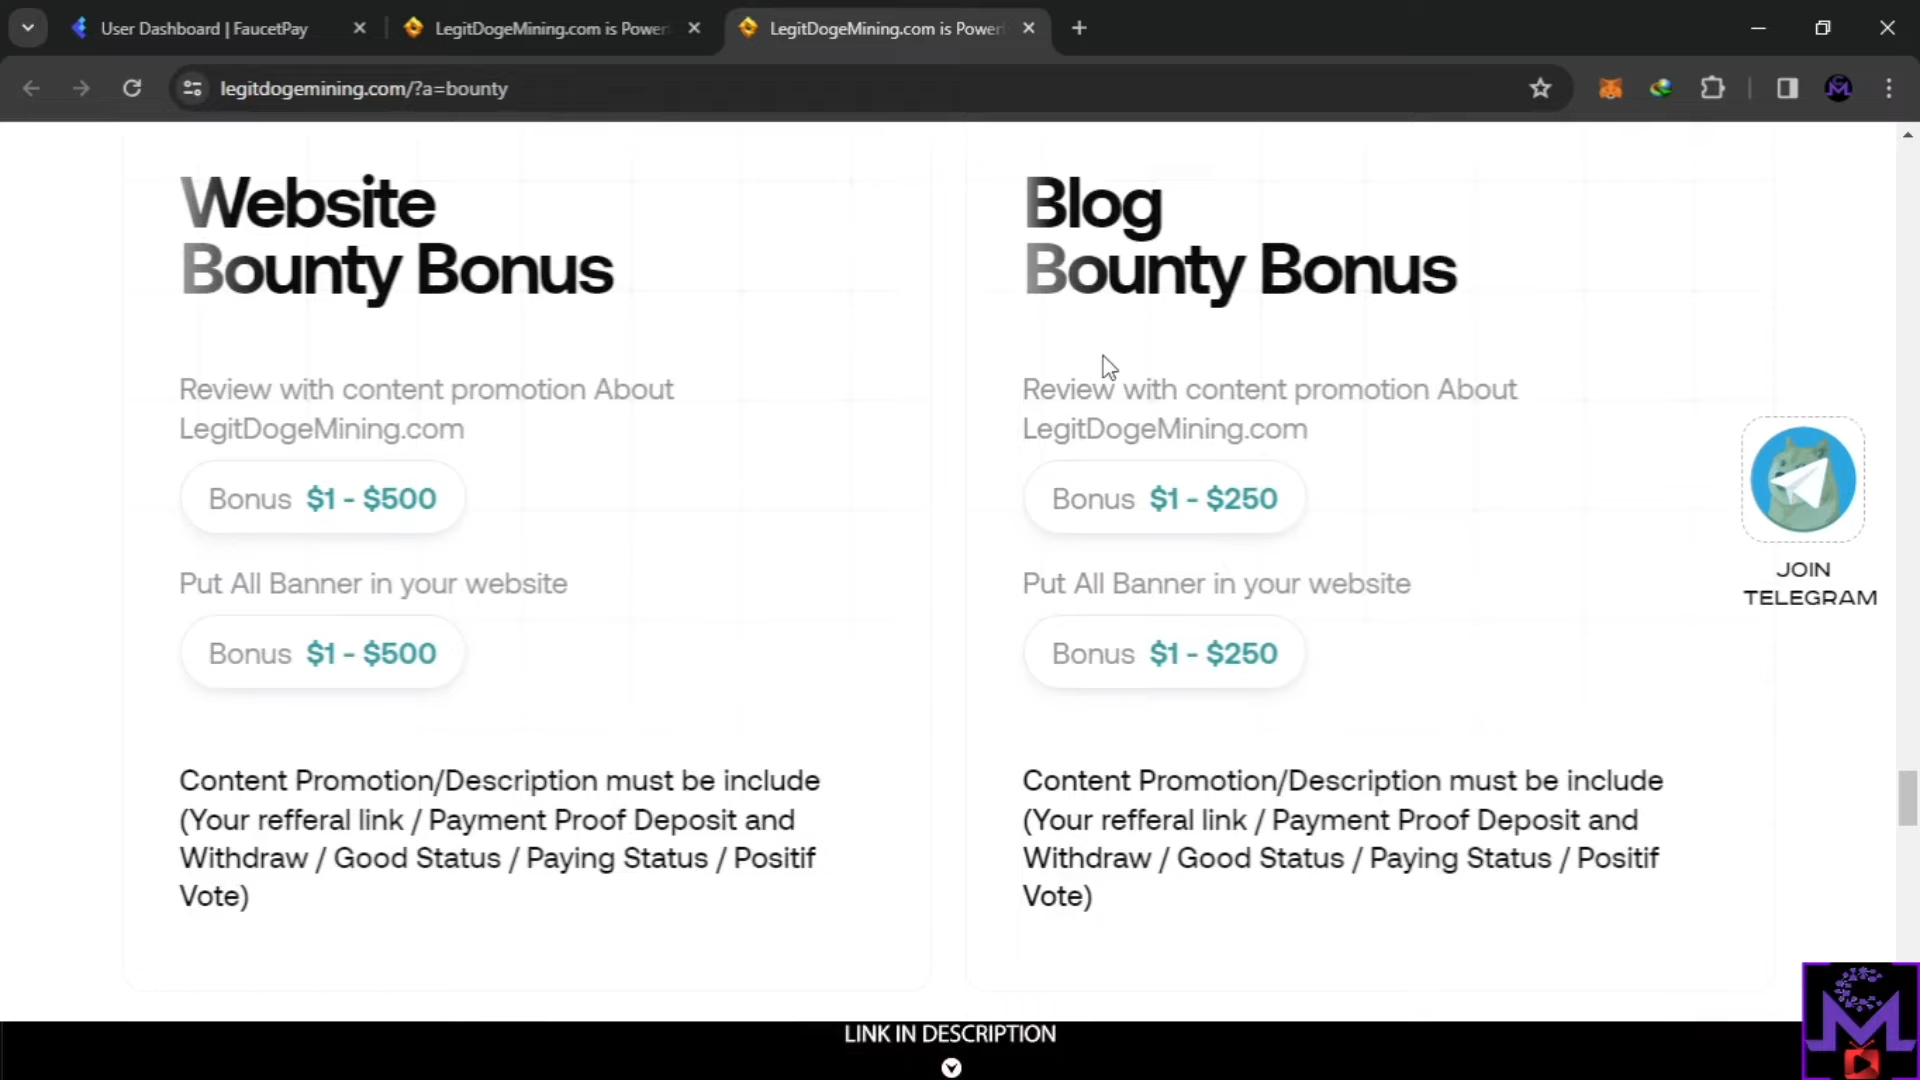 User Dashboard | FaucetPay
LegitDogeMining.com is Power
LegitDogeMining.com is Power
legitdogemining.com/?a=bounty
Website
Bounty Bonus
Review with content promotion About
LegitDogeMining.com
Bonus $1 - $500
Put All Banner in your website
Bonus $1 - $500
Content Promotion/Description must be include
(Your refferal link / Payment Proof Deposit and
Withdraw / Good Status / Paying Status / Positif
Vote)
Blog
Bounty Bonus
Review with content promotion About
LegitDogeMining.com
Bonus $1 - $250
Put All Banner in your website
Bonus $1 - $250
Content Promotion/Description must be include
(Your refferal link / Payment Proof Deposit and
Withdraw / Good Status / Paying Status / Positif
Vote)
JOIN
TELEGRAM
LINK IN DESCRIPTION